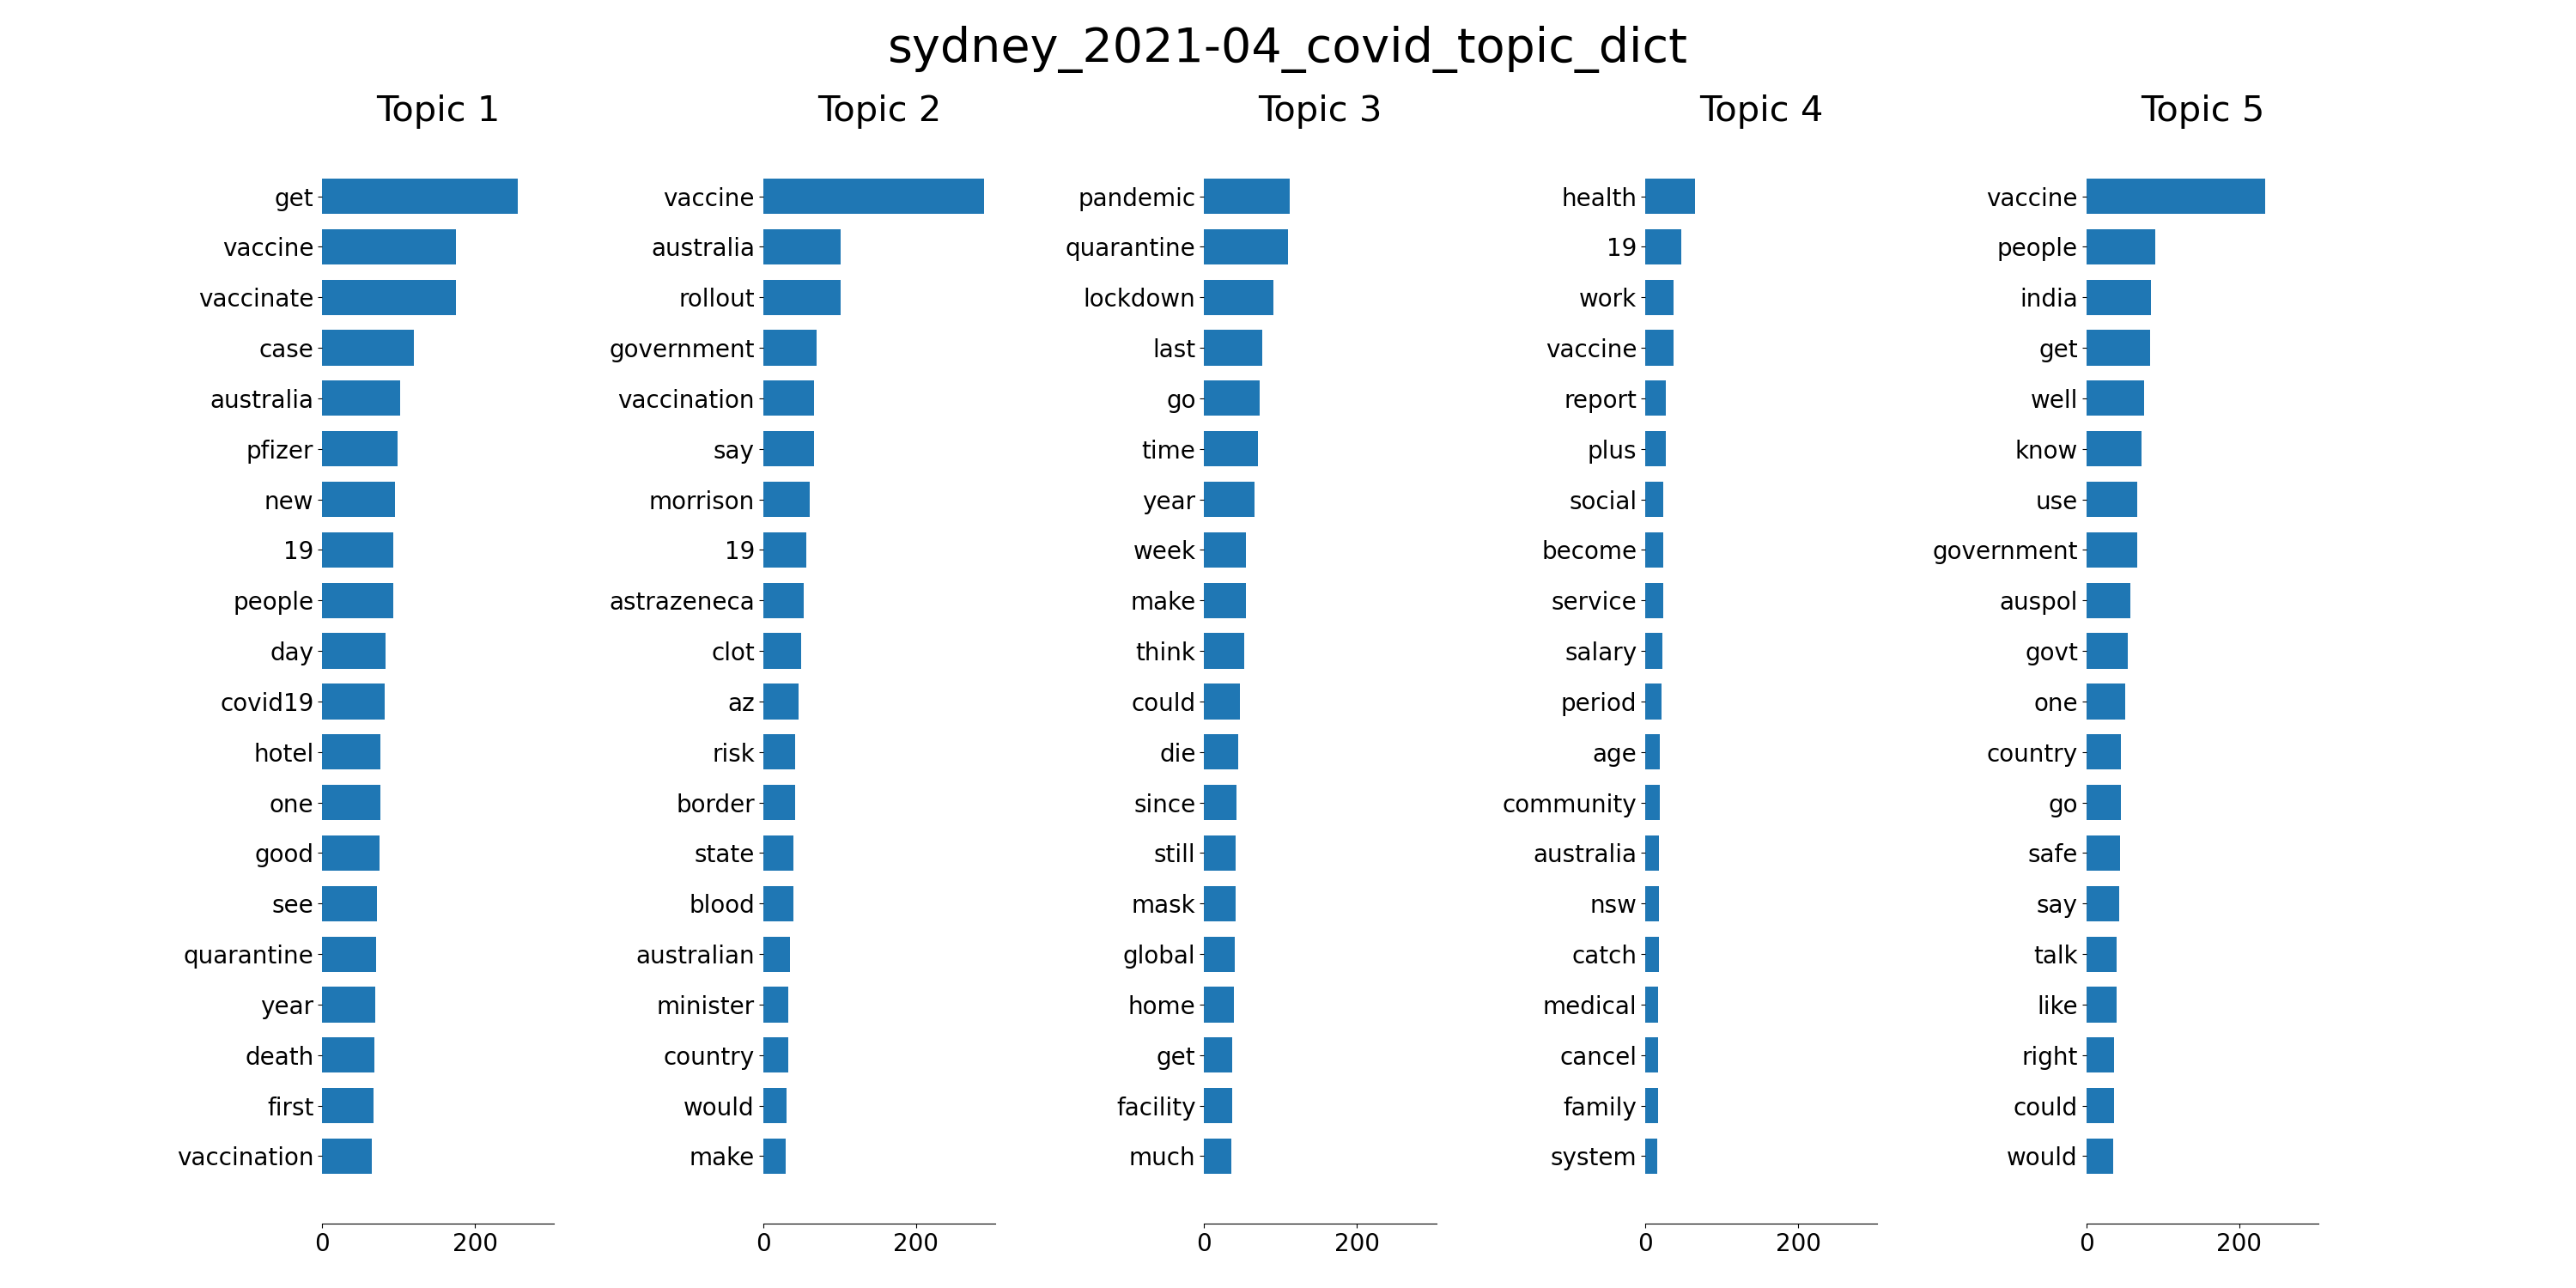 sydney_2021-04_covid_topic_dict
Topic 1
get
vaccine
vaccinate
case
australia
pfizer
new
19
people
day
covid19
hotel
one
good
see
quarantine
year
death
first
vaccination
0 200
Topic 2
vaccine
australia
rollout
government
vaccination
say
morrison
19
astrazeneca
clot
az
risk
border
state
blood
australian
minister
country
would
make
0 200
Topic 3
pandemic
quarantine
lockdown
last
go
time
year
week
make
think
could
die
since
still
mask
global
home
get
facility
much
0 200
Topic 4
health
19
work
vaccine
report
plus
social
become
service
salary
period
age
community
australia
nsw
catch
medical
cancel
family
system
0 200
Topic 5
vaccine
people
india
get
well
know
use
government
auspol
govt
one
country
go
safe
say
talk
like
right
could
would
0 200